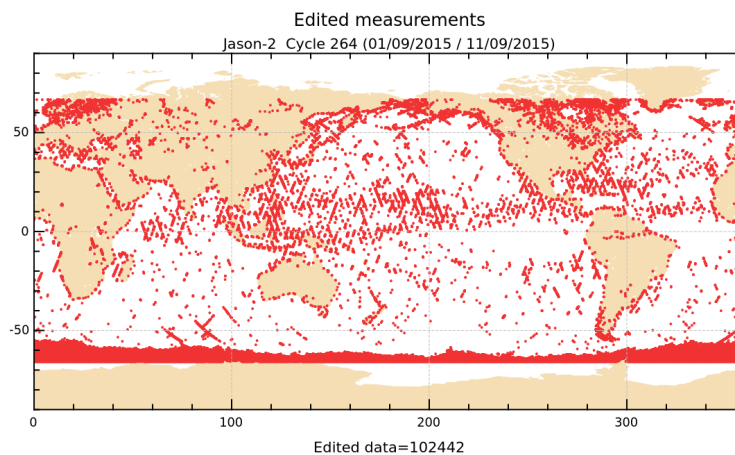 Edited measurements
Jason-2 Cycle 264 (01/09/2015 / 11/09/2015)
50
0
-50
0 100 200 300
Edited data=102442